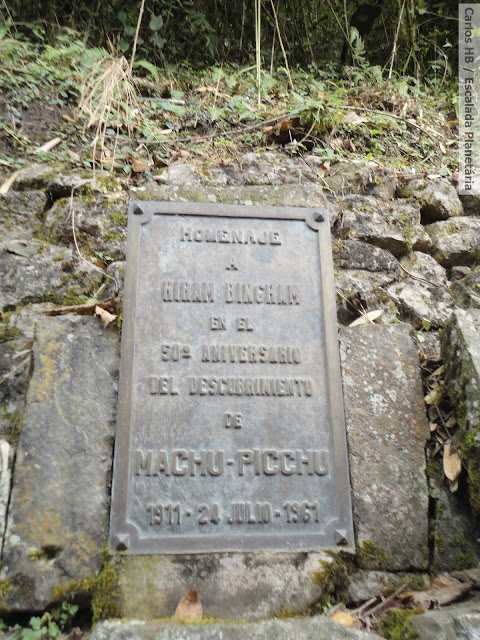 HOMENAJE
A
HIRAM BINGHAM
EN EL
50º ANIVERSARIO
DEL DESCUBRIMIENTO
DE
MACHU-PICCHU
1911 - 24 JULIO - 1961
Carlos HB / Escalada Planetaria